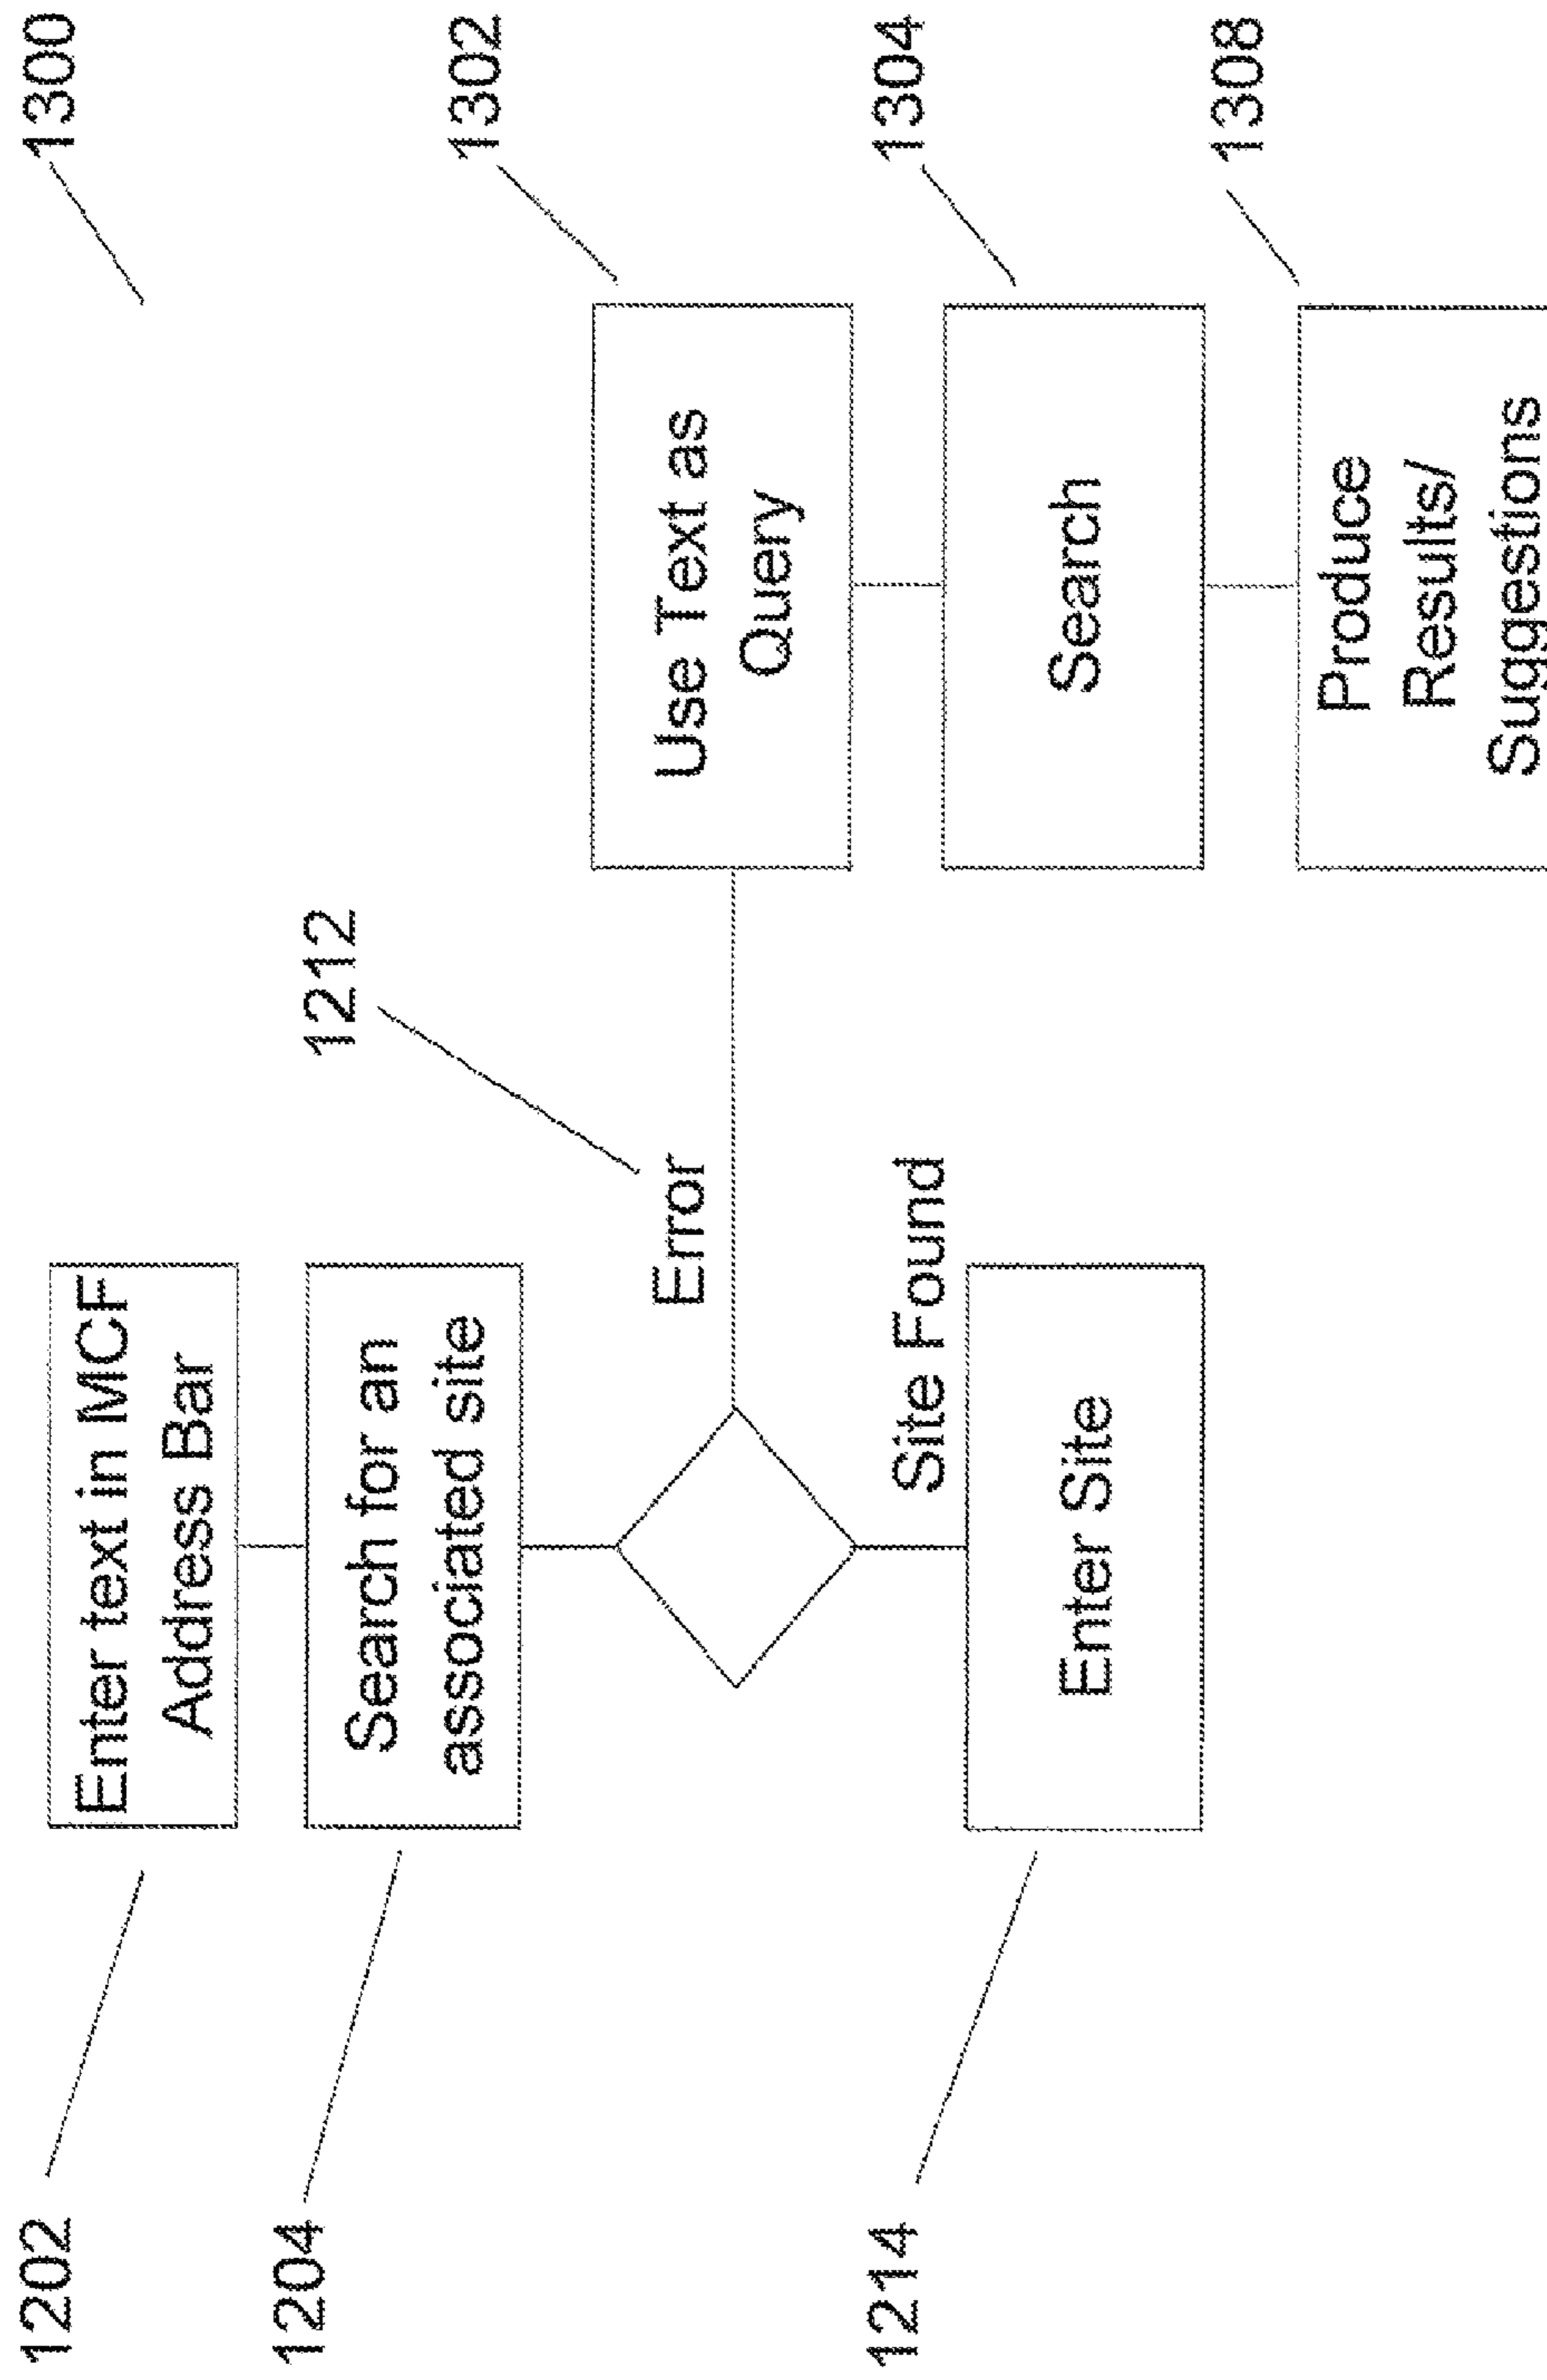 1300
1202
Enter text in MCF
Address Bar
1204
Search for an
associated site
1212
Error
1302
Use Text as
Query
1304
Search
1308
Produce
Results/
Suggestions
Site Found
1214
Enter Site